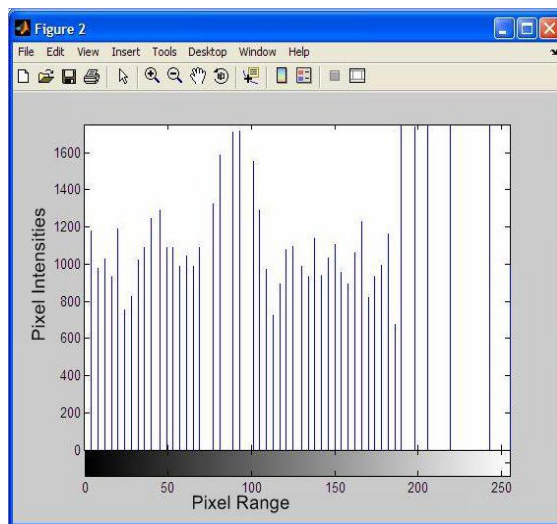 Figure 2
File Edit View Insert Tools Desktop Window Help
1600
1400
1200
1000
800
600
400
200
0
Pixel Intensities
0 50 100 150 200 250
Pixel Range